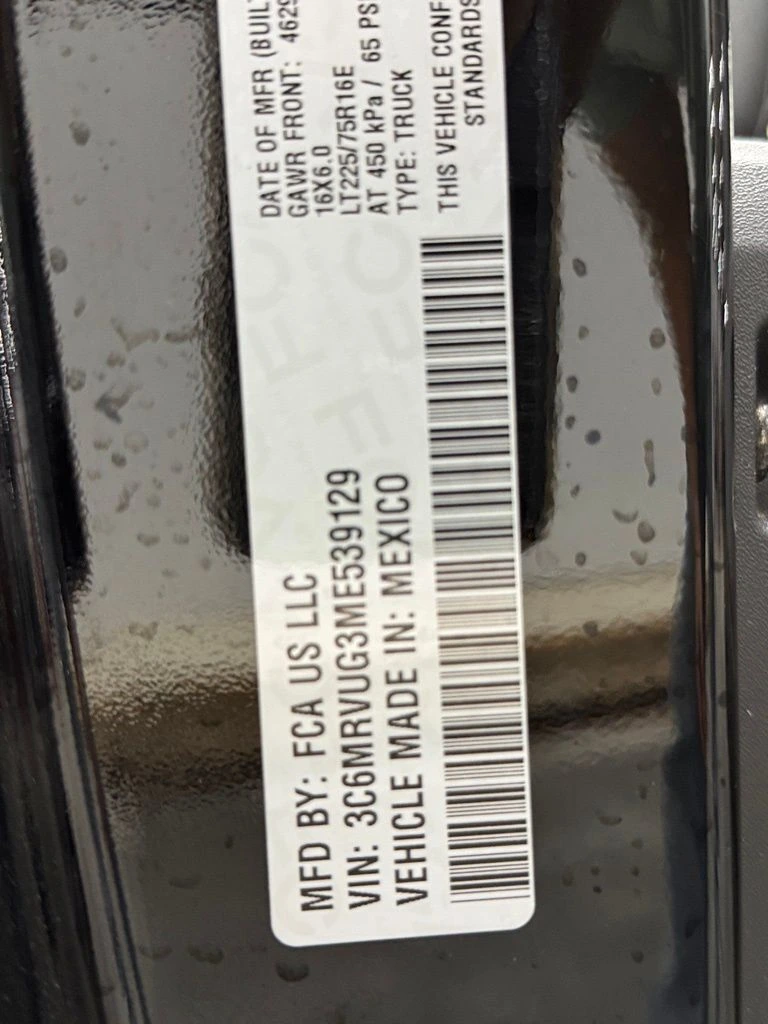 MFD BY: FCA US LLC
VIN: 3C6MRVUG3ME539129
VEHICLE MADE IN: MEXICO
DATE OF MFR (BUIL
GAWR FRONT: 4629
16X6.0
LT225/75R16E
AT 450 kPa / 65 PS
TYPE: TRUCK
THIS VEHICLE CONF
STANDARDS